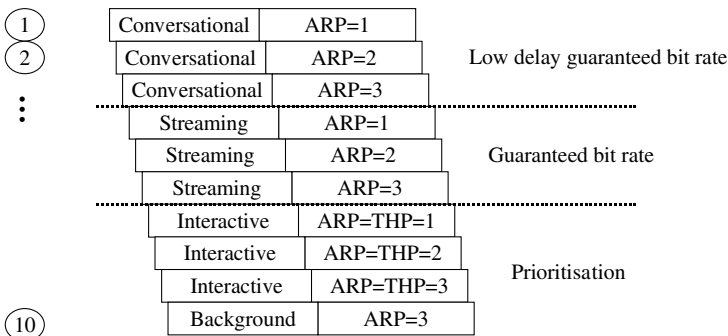 1 Conversational ARP=1
2 Conversational ARP=2 Low delay guaranteed bit rate
Conversational ARP=3
Streaming ARP=1
Streaming ARP=2 Guaranteed bit rate
Streaming ARP=3
Interactive ARP=THP=1
Interactive ARP=THP=2
Interactive ARP=THP=3 Prioritisation
10 Background ARP=3